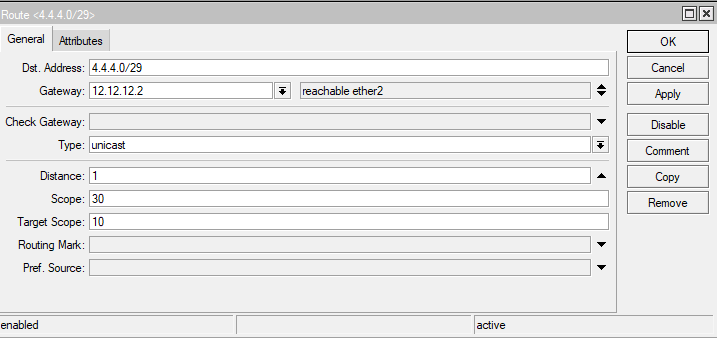 Route <4.4.4.0/29>
General Attributes
OK
Dst. Address: 4.4.4.0/29
Cancel
Gateway: 12.12.12.2 reachable ether2
Apply
Check Gateway:
Disable
Type: unicast
Comment
Distance: 1
Copy
Scope: 30
Remove
Target Scope: 10
Routing Mark:
Pref. Source:
enabled active